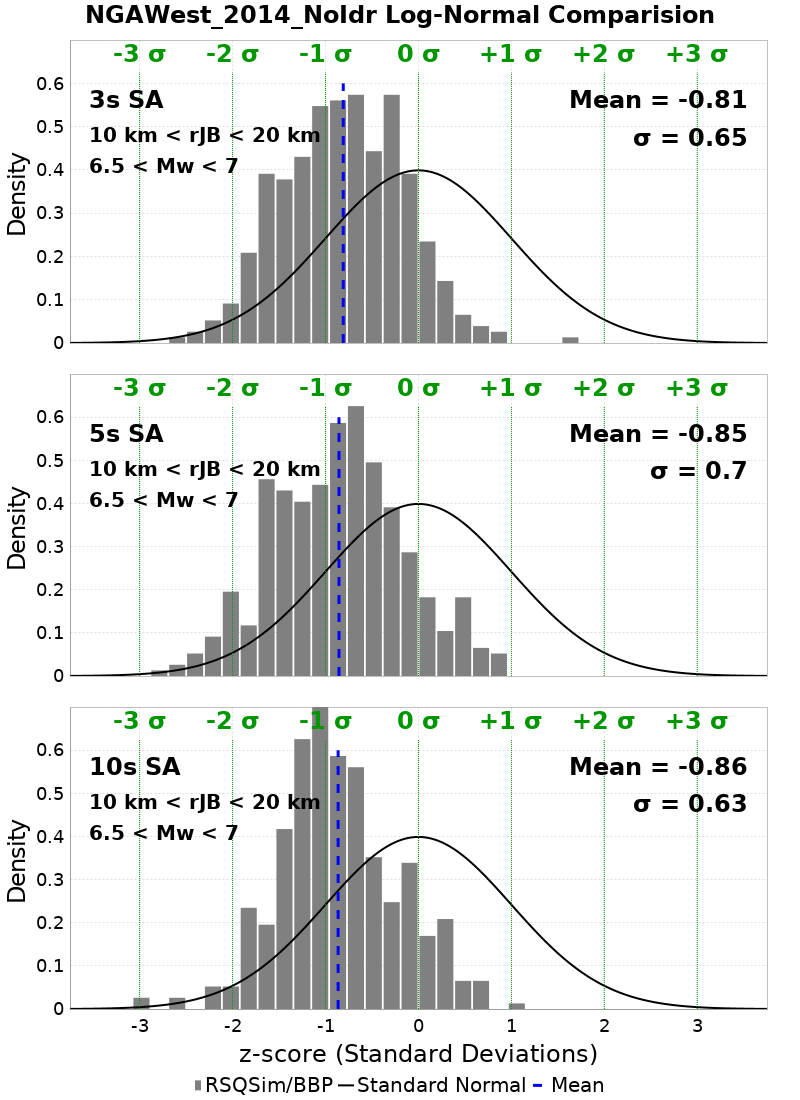 NGAWest_2014_NoIdr Log-Normal Comparision
-3 σ -2 σ -1 σ 0 σ +1 σ +2 σ +3 σ
3s SA
Mean = -0.81
10 km < rJB < 20 km
σ = 0.65
6.5 < Mw < 7
Density
0.6
0.5
0.4
0.3
0.2
0.1
0
-3 σ -2 σ -1 σ 0 σ +1 σ +2 σ +3 σ
5s SA
Mean = -0.85
10 km < rJB < 20 km
σ = 0.7
6.5 < Mw < 7
Density
0.6
0.5
0.4
0.3
0.2
0.1
0
-3 σ -2 σ -1 σ 0 σ +1 σ +2 σ +3 σ
10s SA
Mean = -0.86
10 km < rJB < 20 km
σ = 0.63
6.5 < Mw < 7
Density
0.6
0.5
0.4
0.3
0.2
0.1
0
-3 -2 -1 0 1 2 3
z-score (Standard Deviations)
RSQSim/BBP Standard Normal Mean